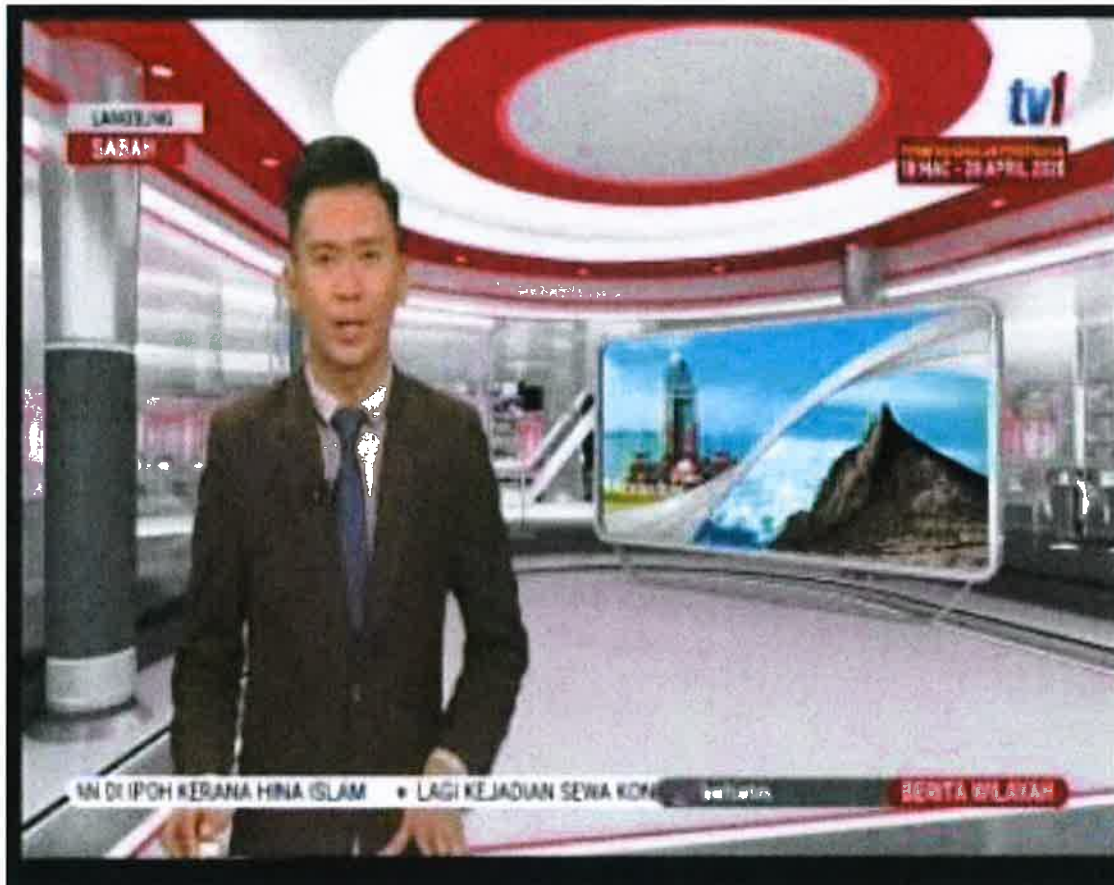 LANGSUNG
SABAH
tv1
18 MAC - 28 APRIL 2020
AN DI IPOH KERANA HINA ISLAM • LAGI KEJADIAN SEWA KON
BERITA WILAYAH